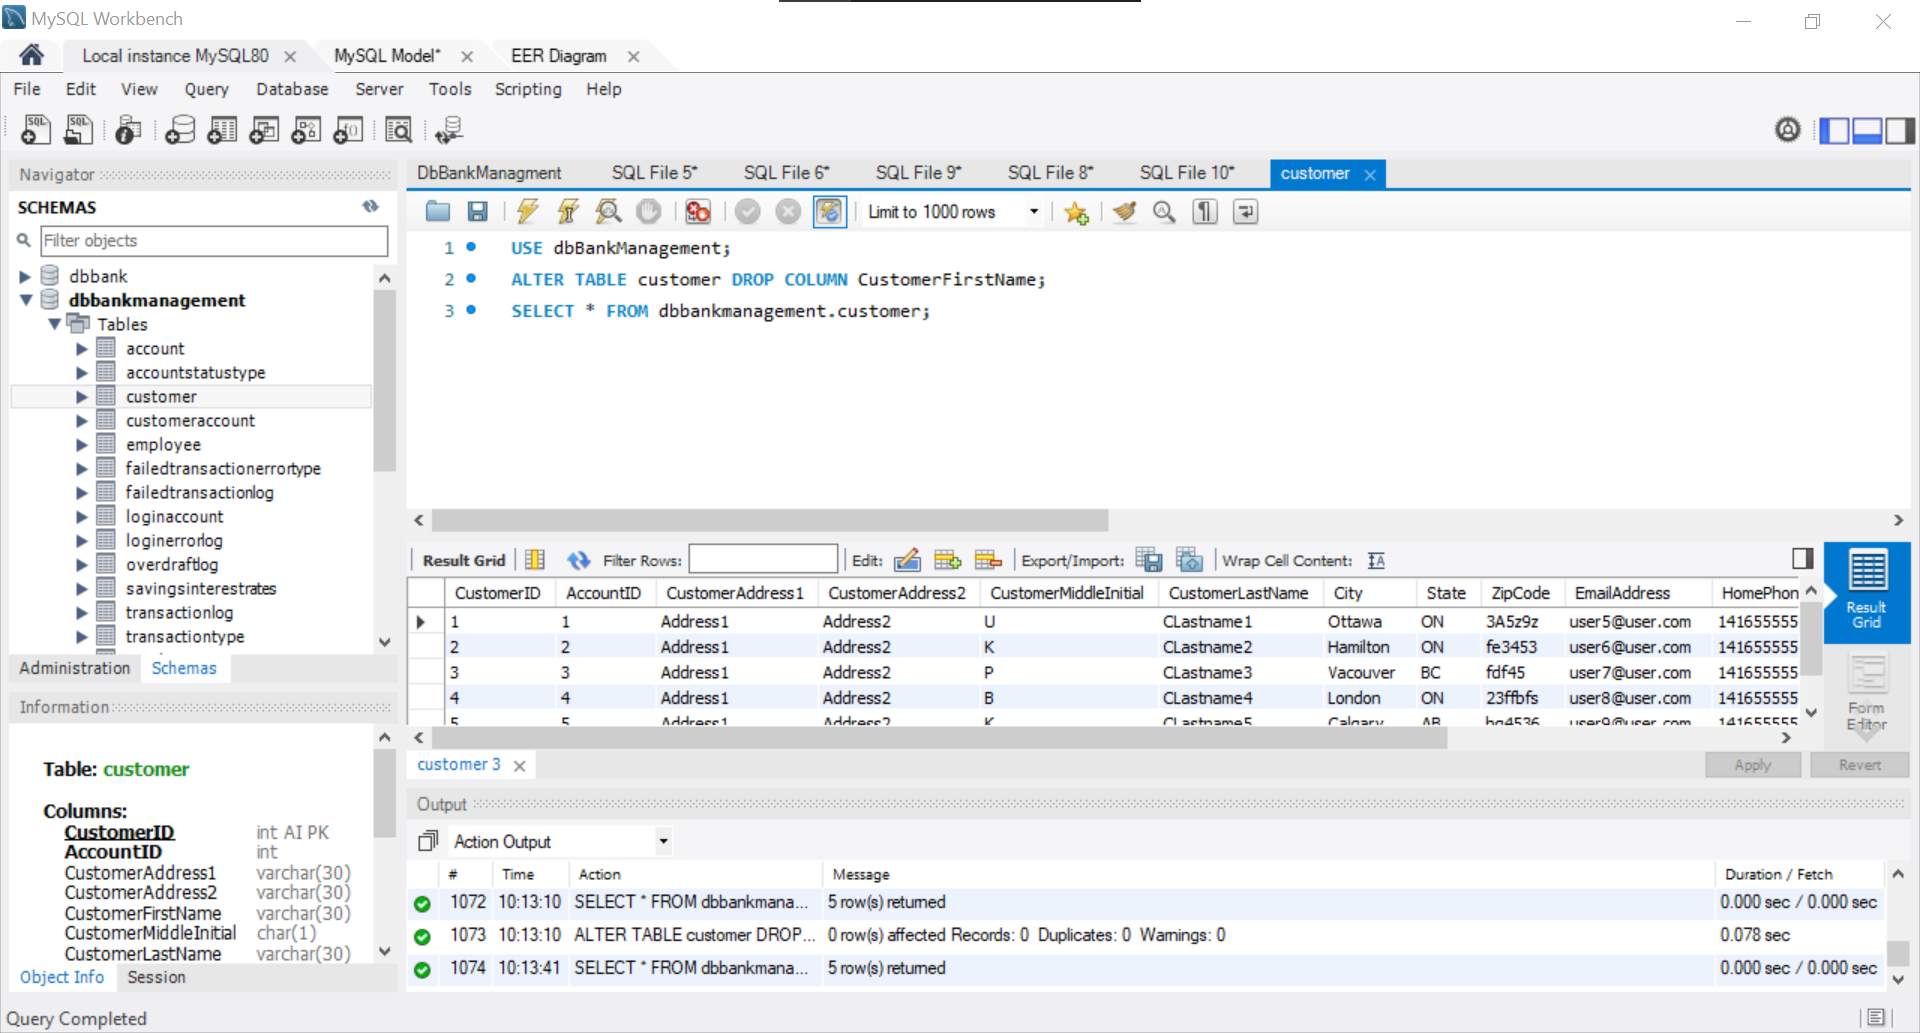 MySQL Workbench
Local instance MySQL80
MySQL Model*
EER Diagram
File Edit View Query Database Server Tools Scripting Help
Navigator
SCHEMAS
Filter objects
dbbank
dbbankmanagement
Tables
account
accountstatustype
customer
customeraccount
employee
failedtransactionerrortype
failedtransactionlog
loginaccount
loginerrorlog
overdraftlog
savingsinterestrates
transactionlog
transactiontype
Administration Schemas
Information
Table: customer
Columns:
CustomerID int AI PK
AccountID int
CustomerAddress1 varchar(30)
CustomerAddress2 varchar(30)
CustomerFirstName varchar(30)
CustomerMiddleInitial char(1)
CustomerLastName varchar(30)
Object Info Session
DbBankManagment SQL File 5* SQL File 6* SQL File 9* SQL File 8* SQL File 10* customer
Limit to 1000 rows
1 USE dbBankManagement;
2 ALTER TABLE customer DROP COLUMN CustomerFirstName;
3 SELECT * FROM dbbankmanagement.customer;
Result Grid Filter Rows: Edit: Export/Import: Wrap Cell Content:
CustomerID AccountID CustomerAddress1 CustomerAddress2 CustomerMiddleInitial CustomerLastName City State ZipCode EmailAddress HomePhon
1 1 Address1 Address2 U CLastname1 Ottawa ON 3A5z9z user5@user.com 141655555
2 2 Address1 Address2 K CLastname2 Hamilton ON fe3453 user6@user.com 141655555
3 3 Address1 Address2 P CLastname3 Vacouver BC fdf45 user7@user.com 141655555
4 4 Address1 Address2 B CLastname4 London ON 23ffbfs user8@user.com 141655555
5 5 Address1 Address2 K CLastname5 Calgary AB hg4536 user9@user.com 141655555
Result Grid
Form Editor
customer 3
Apply Revert
Output
Action Output
# Time Action Message Duration / Fetch
1072 10:13:10 SELECT * FROM dbbankmana... 5 row(s) returned 0.000 sec / 0.000 sec
1073 10:13:10 ALTER TABLE customer DROP... 0 row(s) affected Records: 0 Duplicates: 0 Warnings: 0 0.078 sec
1074 10:13:41 SELECT * FROM dbbankmana... 5 row(s) returned 0.000 sec / 0.000 sec
Query Completed